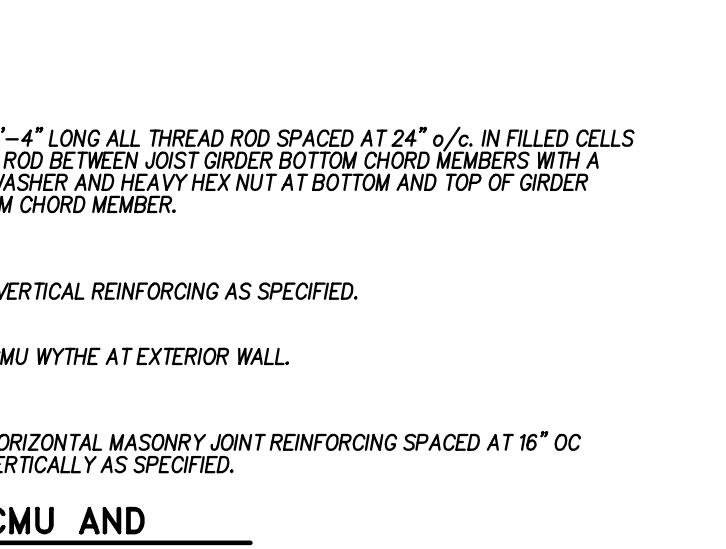 '-4" LONG ALL THREAD ROD SPACED AT 24" o/c. IN FILLED CELLS
ROD BETWEEN JOIST GIRDER BOTTOM CHORD MEMBERS WITH A
WASHER AND HEAVY HEX NUT AT BOTTOM AND TOP OF GIRDER
M CHORD MEMBER.
VERTICAL REINFORCING AS SPECIFIED.
CMU WYTHE AT EXTERIOR WALL.
ORIZONTAL MASONRY JOINT REINFORCING SPACED AT 16" OC
ERTICALLY AS SPECIFIED.
CMU AND